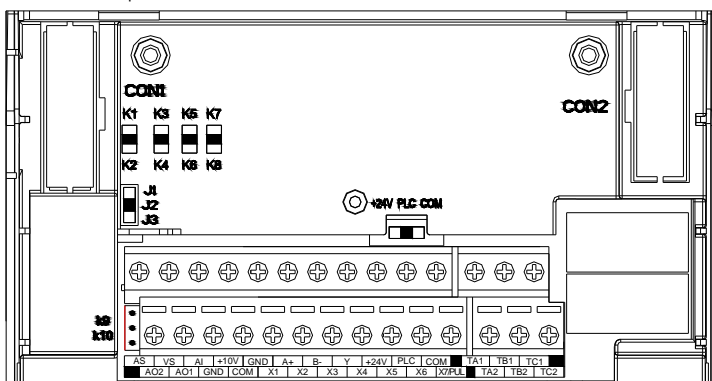 CON1
CON2
K1 K3 K5 K7
K2 K4 K6 K8
J1
J2
J3
+24V PLC COM
k9
k10
AS VS AI +10V GND A+ B- Y +24V PLC COM TA1 TB1 TC1
AO2 AO1 GND COM X1 X2 X3 X4 X5 X6 X7/PUL TA2 TB2 TC2